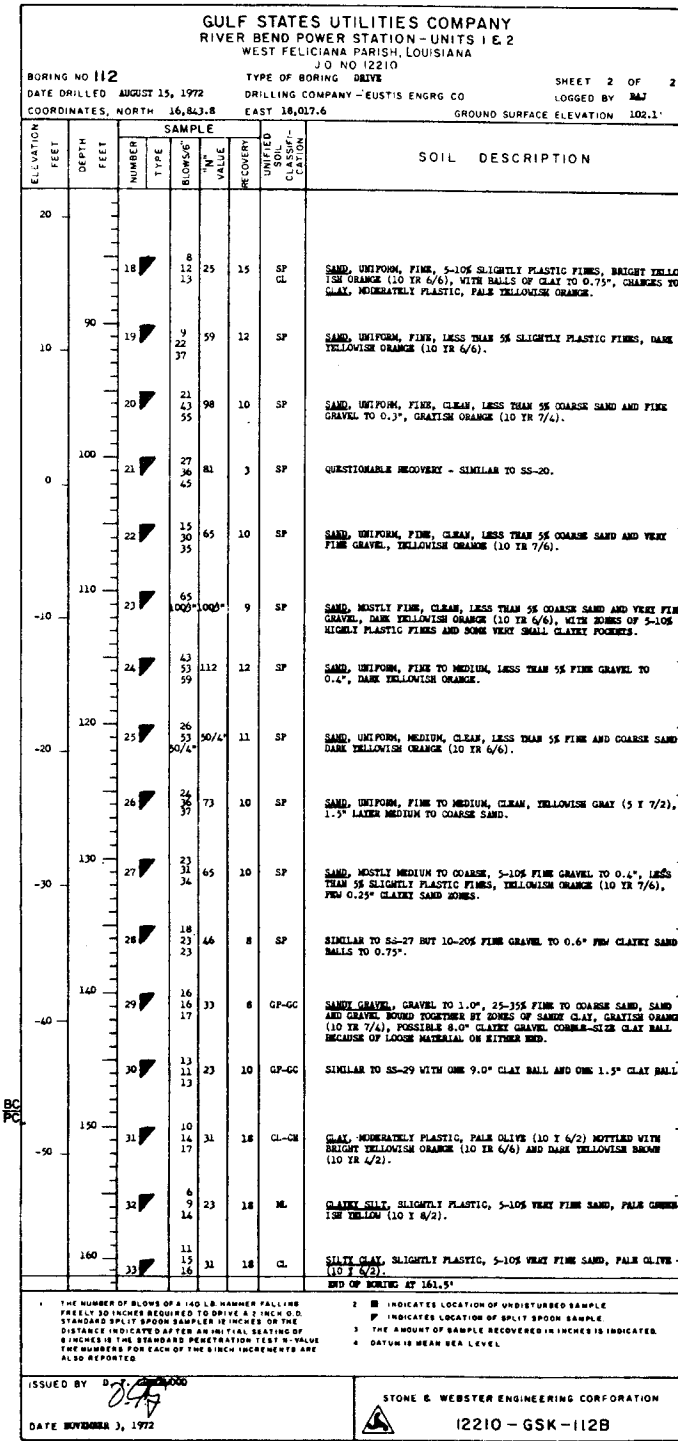 GULF STATES UTILITIES COMPANY
RIVER BEND POWER STATION - UNITS 1 & 2
WEST FELICIANA PARISH, LOUISIANA
J O NO 12210
BORING NO 112 TYPE OF BORING DRIVE SHEET 2 OF 2
DATE DRILLED AUGUST 15, 1972 DRILLING COMPANY - EUSTIS ENGRG CO LOGGED BY RAJ
COORDINATES, NORTH 16,843.8 EAST 18,017.6 GROUND SURFACE ELEVATION 102.1'
ELEVATION FEET DEPTH FEET SAMPLE NUMBER TYPE BLOWS/6" "N" VALUE RECOVERY UNIFIED SOIL CLASSIFI-CATION SOIL DESCRIPTION
20
8
18 12 25 15 SP SAND, UNIFORM, FINE, 5-10% SLIGHTLY PLASTIC FINES, BRIGHT YELLO
13 CL ISH ORANGE (10 YR 6/6), WITH BALLS OF CLAY TO 0.75", CHANGES TO
CLAY, MODERATELY PLASTIC, PALE YELLOWISH ORANGE.
90
19 9 59 12 SP SAND, UNIFORM, FINE, LESS THAN 5% SLIGHTLY PLASTIC FINES, DARK
10 22 YELLOWISH ORANGE (10 YR 6/6).
37
21
20 43 98 10 SP SAND, UNIFORM, FINE, CLEAN, LESS THAN 5% COARSE SAND AND FINE
55 GRAVEL TO 0.3", GRAYISH ORANGE (10 YR 7/4).
100
27
21 36 81 3 SP QUESTIONABLE RECOVERY - SIMILAR TO SS-20.
0 45
15
22 30 65 10 SP SAND, UNIFORM, FINE, CLEAN, LESS THAN 5% COARSE SAND AND VERY
35 FINE GRAVEL, YELLOWISH ORANGE (10 YR 7/6).
110
65
23 100/3" 100/3" 9 SP SAND, MOSTLY FINE, CLEAN, LESS THAN 5% COARSE SAND AND VERY FIN
-10 GRAVEL, DARK YELLOWISH ORANGE (10 YR 6/6), WITH ZONES OF 5-10%
HIGHLY PLASTIC FINES AND SOME VERY SMALL CLAYEY POCKETS.
43
24 53 112 12 SP SAND, UNIFORM, FINE TO MEDIUM, LESS THAN 5% FINE GRAVEL TO
59 0.4", DARK YELLOWISH ORANGE.
120
26
25 53 50/4" 11 SP SAND, UNIFORM, MEDIUM, CLEAN, LESS THAN 5% FINE AND COARSE SAND
-20 50/4" DARK YELLOWISH ORANGE (10 YR 6/6).
24
26 36 73 10 SP SAND, UNIFORM, FINE TO MEDIUM, CLEAN, YELLOWISH GRAY (5 Y 7/2),
37 1.5" LAYER MEDIUM TO COARSE SAND.
130
23
27 31 65 10 SP SAND, MOSTLY MEDIUM TO COARSE, 5-10% FINE GRAVEL TO 0.4", LESS
-30 34 THAN 5% SLIGHTLY PLASTIC FINES, YELLOWISH ORANGE (10 YR 7/6),
FEW 0.25" CLAYEY SAND ZONES.
18
28 23 46 8 SP SIMILAR TO SS-27 BUT 10-20% FINE GRAVEL TO 0.6" FEW CLAYEY SAND
23 BALLS TO 0.75".
140
16
29 16 33 6 GP-GC SANDY GRAVEL, GRAVEL TO 1.0", 25-35% FINE TO COARSE SAND, SAND
-40 17 AND GRAVEL BOUND TOGETHER BY ZONES OF SANDY CLAY, GRAYISH ORANGE
(10 YR 7/4), POSSIBLE 8.0" CLAYEY GRAVEL COBBLE-SIZE CLAY BALL
BECAUSE OF LOOSE MATERIAL ON EITHER END.
13
30 11 23 10 GP-GC SIMILAR TO SS-29 WITH ONE 9.0" CLAY BALL AND ONE 1.5" CLAY BALL
13
BC
PC
150
10
31 14 31 18 CL-CH CLAY, MODERATELY PLASTIC, PALE OLIVE (10 Y 6/2) MOTTLED WITH
-50 17 BRIGHT YELLOWISH ORANGE (10 YR 6/6) AND DARK YELLOWISH BROWN
(10 YR 4/2).
6
32 9 23 18 ML CLAYEY SILT, SLIGHTLY PLASTIC, 5-10% VERY FINE SAND, PALE GREEN
14 ISH YELLOW (10 Y 8/2).
160
11
15 31 18 CL SILTY CLAY, SLIGHTLY PLASTIC, 5-10% VERY FINE SAND, PALE OLIVE -
33 16 (10 Y 6/2).
END OF BORING AT 161.5'
1 THE NUMBER OF BLOWS OF A 140 LB. HAMMER FALLING
FREELY 30 INCHES REQUIRED TO DRIVE A 2 INCH O.D.
STANDARD SPLIT SPOON SAMPLER 12 INCHES OR THE
DISTANCE INDICATED AFTER AN INITIAL SEATING OF
6 INCHES IS THE STANDARD PENETRATION TEST N-VALUE
THE NUMBERS FOR EACH OF THE 6 INCH INCREMENTS ARE
ALSO REPORTED
2 INDICATES LOCATION OF UNDISTURBED SAMPLE
INDICATES LOCATION OF SPLIT SPOON SAMPLE.
3 THE AMOUNT OF SAMPLE RECOVERED IN INCHES IS INDICATED.
4 DATUM IS MEAN SEA LEVEL
ISSUED BY
DATE NOVEMBER 3, 1972
STONE & WEBSTER ENGINEERING CORPORATION
12210 - GSK - 112B